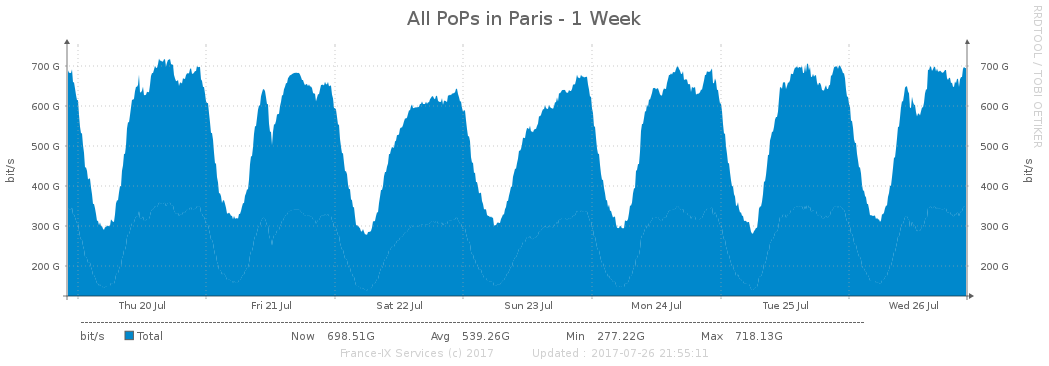 All PoPs in Paris - 1 Week
RRDTOOL / TOBI OETIKER
bit/s
700 G
600 G
500 G
400 G
300 G
200 G
700 G
600 G
500 G
400 G
300 G
200 G
bit/s
Thu 20 Jul Fri 21 Jul Sat 22 Jul Sun 23 Jul Mon 24 Jul Tue 25 Jul Wed 26 Jul
bit/s Total Now 698.51G Avg 539.26G Min 277.22G Max 718.13G
France-IX Services (c) 2017 Updated : 2017-07-26 21:55:11